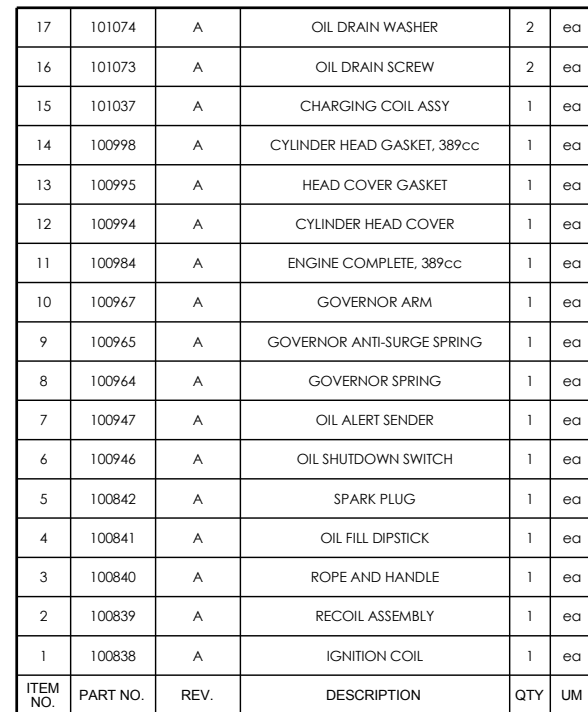 17 101074 A OIL DRAIN WASHER 2 ea
16 101073 A OIL DRAIN SCREW 2 ea
15 101037 A CHARGING COIL ASSY 1 ea
14 100998 A CYLINDER HEAD GASKET, 389cc 1 ea
13 100995 A HEAD COVER GASKET 1 ea
12 100994 A CYLINDER HEAD COVER 1 ea
11 100984 A ENGINE COMPLETE, 389cc 1 ea
10 100967 A GOVERNOR ARM 1 ea
9 100965 A GOVERNOR ANTI-SURGE SPRING 1 ea
8 100964 A GOVERNOR SPRING 1 ea
7 100947 A OIL ALERT SENDER 1 ea
6 100946 A OIL SHUTDOWN SWITCH 1 ea
5 100842 A SPARK PLUG 1 ea
4 100841 A OIL FILL DIPSTICK 1 ea
3 100840 A ROPE AND HANDLE 1 ea
2 100839 A RECOIL ASSEMBLY 1 ea
1 100838 A IGNITION COIL 1 ea
ITEM NO. PART NO. REV. DESCRIPTION QTY UM